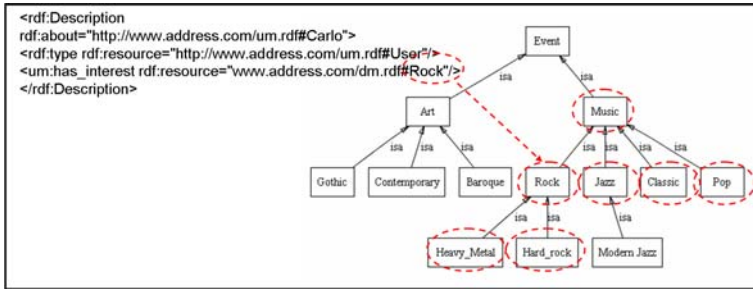 <rdf:Description
rdf:about="http://www.address.com/um.rdf#Carlo">
<rdf:type rdf:resource="http://www.address.com/um.rdf#User"/>
<um:has_interest rdf:resource="www.address.com/dm.rdf#Rock"/>
</rdf:Description>
Event
isa isa
Art Music
isa isa isa isa isa isa isa
Gothic Contemporary Baroque Rock Jazz Classic Pop
isa isa isa
Heavy_Metal Hard_rock Modern Jazz